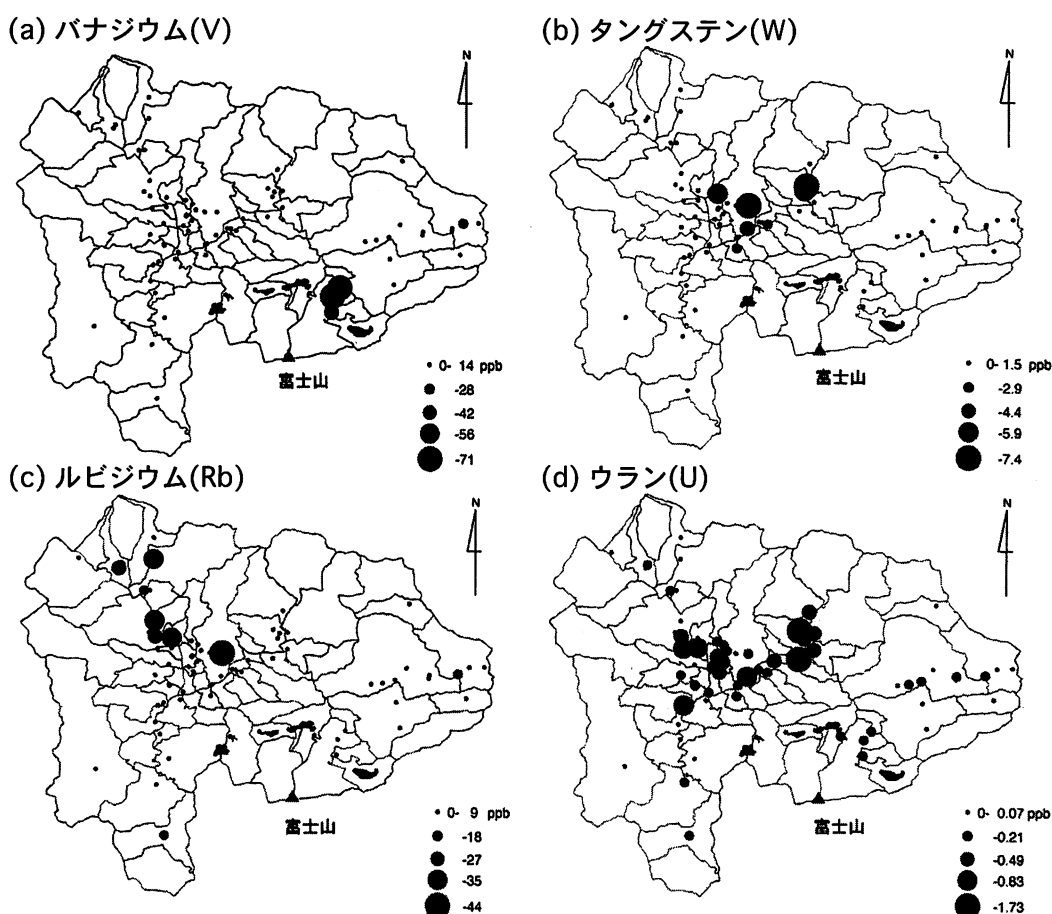 (a) バナジウム(V)
N
富士山
0- 14 ppb
-28
-42
-56
-71
(b) タングステン(W)
N
富士山
0- 1.5 ppb
-2.9
-4.4
-5.9
-7.4
(c) ルビジウム(Rb)
N
富士山
0- 9 ppb
-18
-27
-35
-44
(d) ウラン(U)
N
富士山
0- 0.07 ppb
-0.21
-0.49
-0.83
-1.73